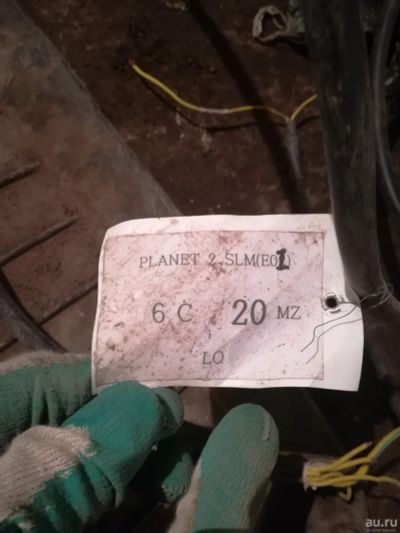 PLANET 2 SLM(E01)
6 C 20 MZ
LO
au.ru